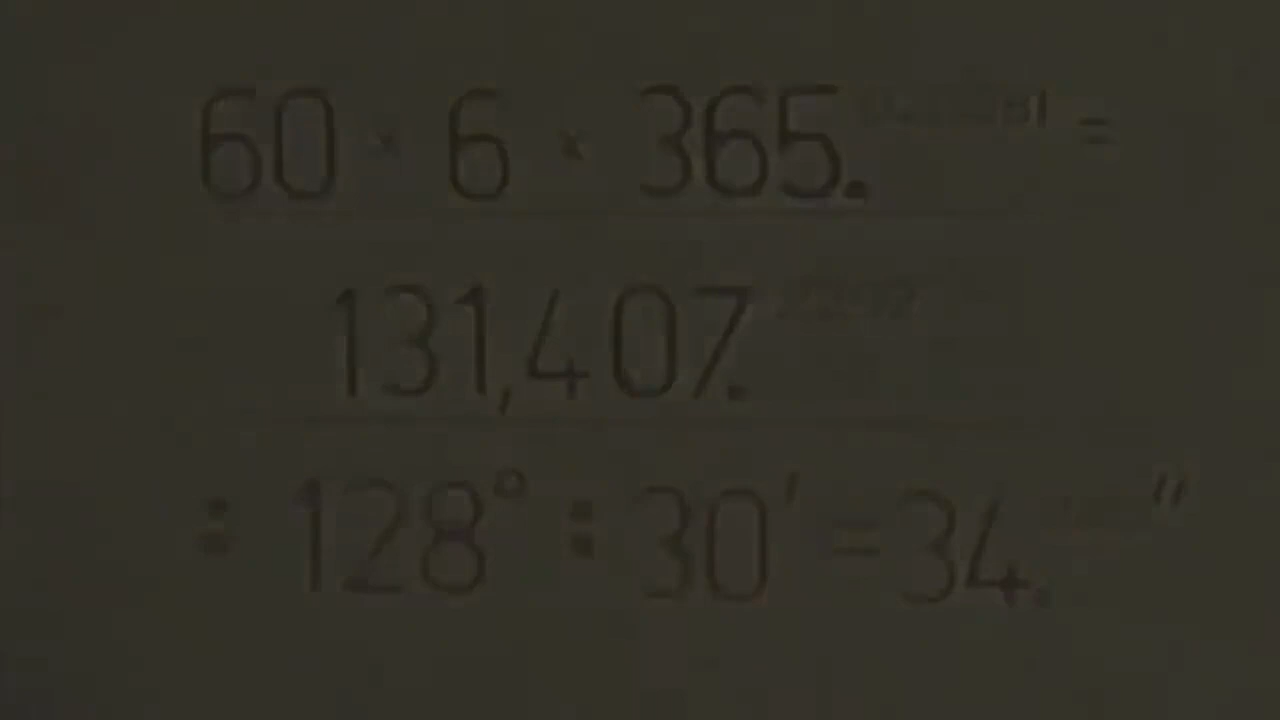 60 × 6 × 365. =
131,407.
: 128° : 30' = 34. "